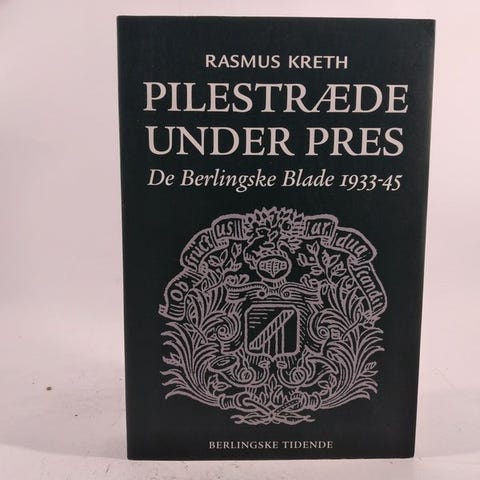 RASMUS KRETH
PILESTRÆDE
UNDER PRES
De Berlingske Blade 1933-45
BERLINGSKE TIDENDE